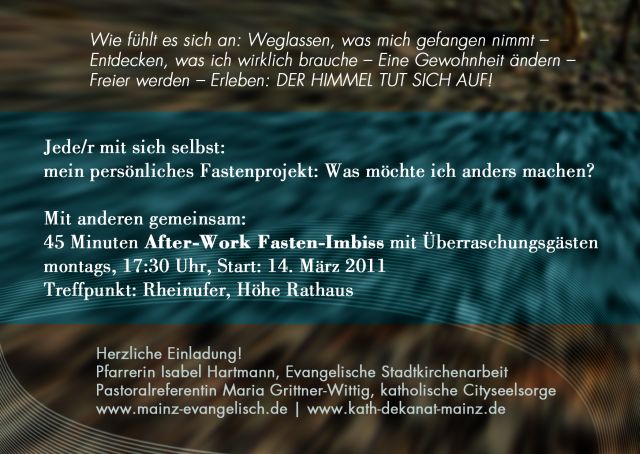 Wie fühlt es sich an: Weglassen, was mich gefangen nimmt –
Entdecken, was ich wirklich brauche – Eine Gewohnheit ändern –
Freier werden – Erleben: DER HIMMEL TUT SICH AUF!
Jede/r mit sich selbst:
mein persönliches Fastenprojekt: Was möchte ich anders machen?
Mit anderen gemeinsam:
45 Minuten After-Work Fasten-Imbiss mit Überraschungsgästen
montags, 17:30 Uhr, Start: 14. März 2011
Treffpunkt: Rheinufer, Höhe Rathaus
Herzliche Einladung!
Pfarrerin Isabel Hartmann, Evangelische Stadtkirchenarbeit
Pastoralreferentin Maria Grittner-Wittig, katholische Cityseelsorge
www.mainz-evangelisch.de | www.kath-dekanat-mainz.de